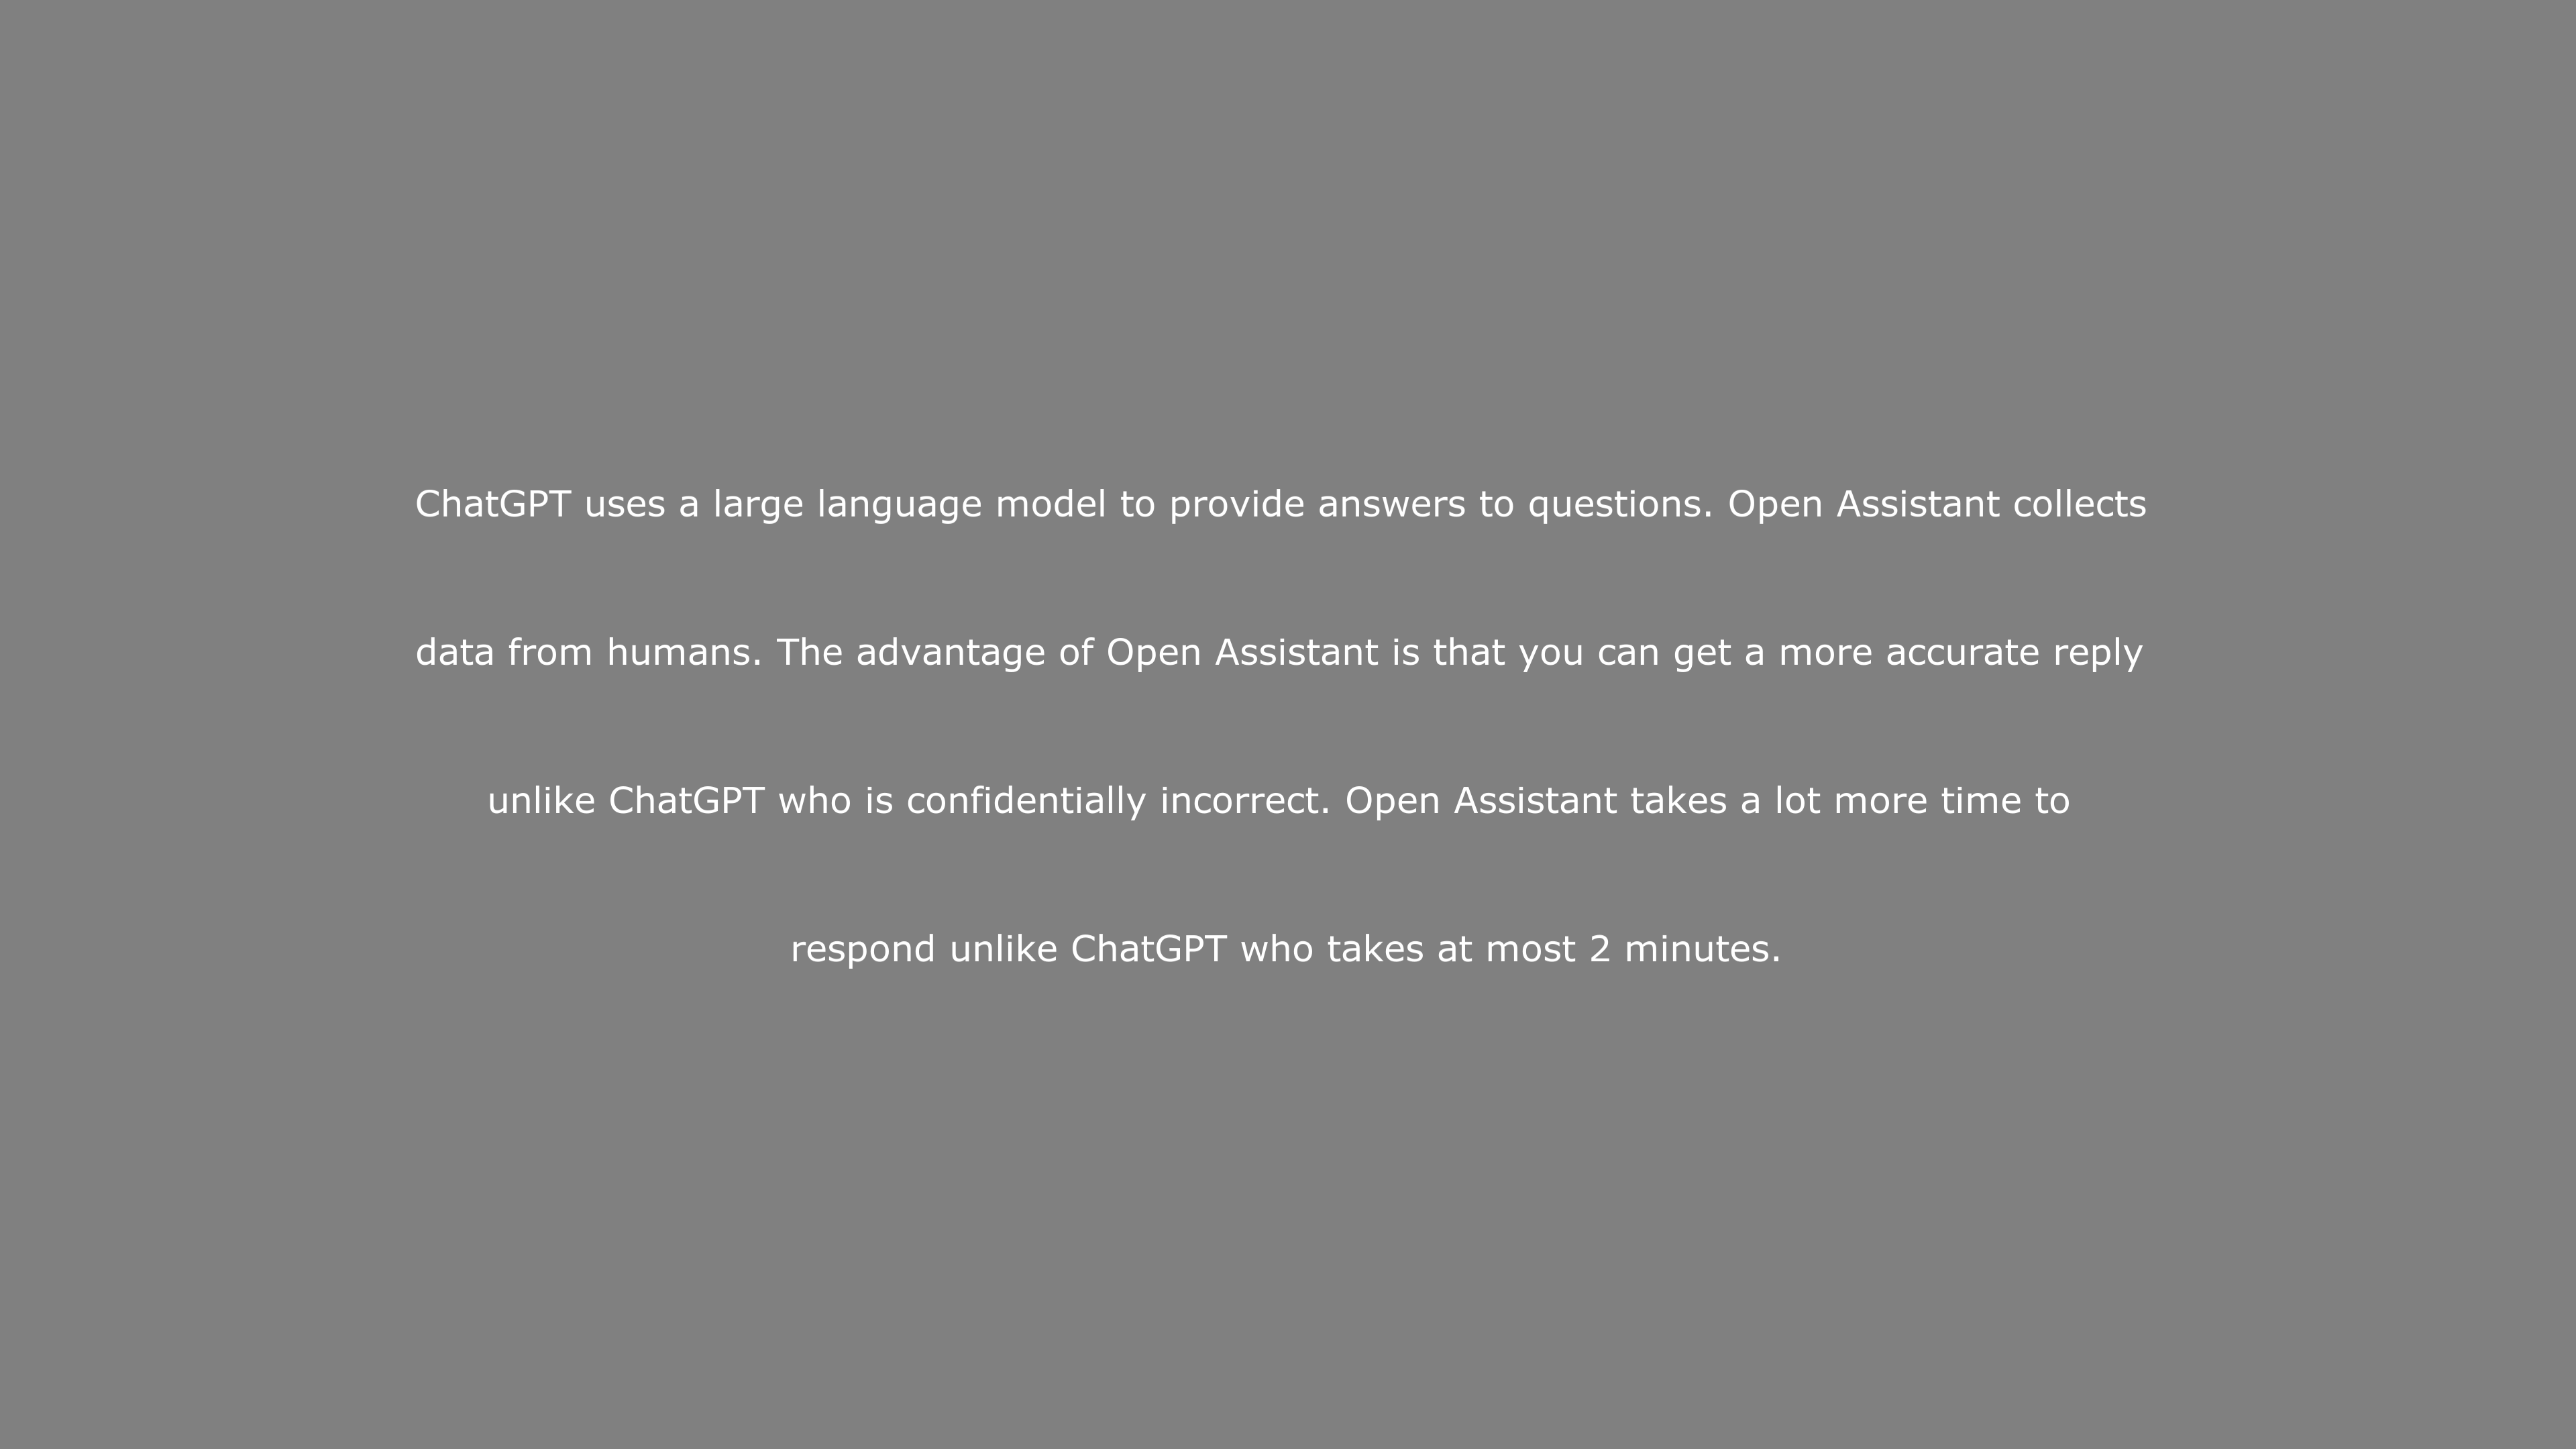 ChatGPT uses a large language model to provide answers to questions. Open Assistant collects
data from humans. The advantage of Open Assistant is that you can get a more accurate reply
unlike ChatGPT who is confidentially incorrect. Open Assistant takes a lot more time to
respond unlike ChatGPT who takes at most 2 minutes.